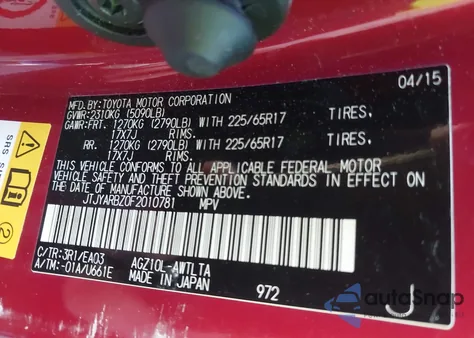 04/15
MFD.BY:TOYOTA MOTOR CORPORATION
GVWR:2310KG (5090LB)
GAWR:FRT. 1270KG (2790LB) WITH 225/65R17 TIRES,
17X7J RIMS.
RR. 1270KG (2790LB) WITH 225/65R17 TIRES,
17X7J RIMS.
THIS VEHICLE CONFORMS TO ALL APPLICABLE FEDERAL MOTOR
VEHICLE SAFETY AND THEFT PREVENTION STANDARDS IN EFFECT ON
THE DATE OF MANUFACTURE SHOWN ABOVE.
JTJYARBZ0F2010781 MPV
C/TR:3R1/EA03 AGZ10L-AWTLTA
A/TM:-01A/U661E MADE IN JAPAN 972
J
SRS
2
autoSnap